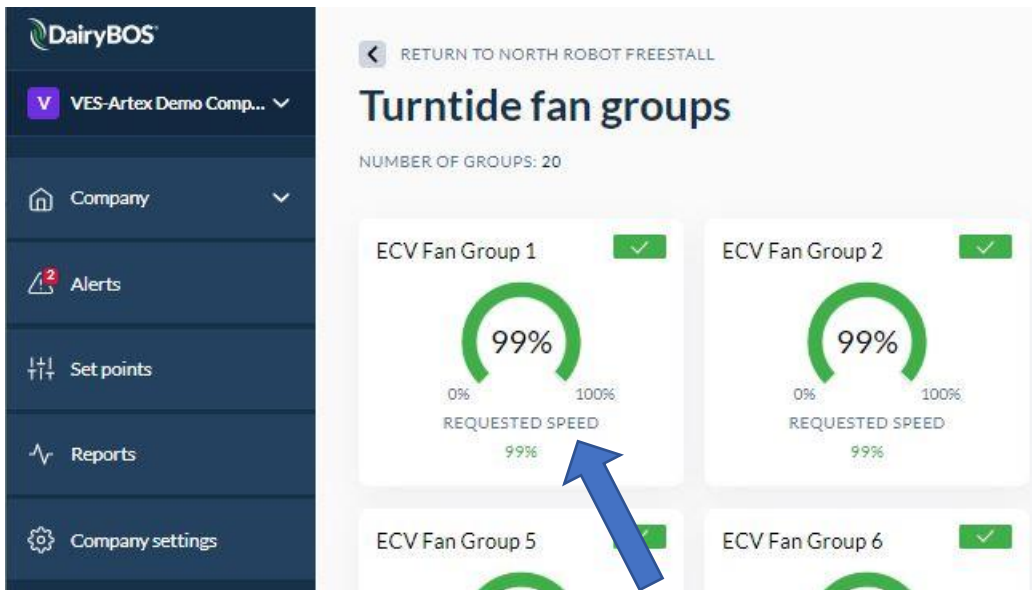 DairyBOS
V VES-Artex Demo Comp...
Company
2
Alerts
Set points
Reports
Company settings
RETURN TO NORTH ROBOT FREESTALL
Turntide fan groups
NUMBER OF GROUPS: 20
ECV Fan Group 1
99%
0% 100%
REQUESTED SPEED
99%
ECV Fan Group 2
99%
0% 100%
REQUESTED SPEED
99%
ECV Fan Group 5
ECV Fan Group 6